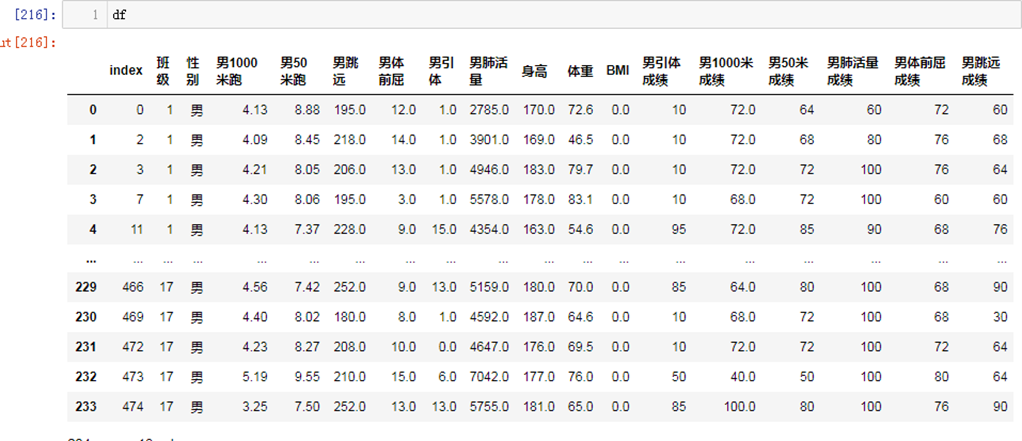 [216]: 1 df
ut[216]:
index 班级 性别 男1000米跑 男50米跑 男跳远 男体前屈 男引体 男肺活量 身高 体重 BMI 男引体成绩 男1000米成绩 男50米成绩 男肺活量成绩 男体前屈成绩 男跳远成绩
0 0 1 男 4.13 8.88 195.0 12.0 1.0 2785.0 170.0 72.6 0.0 10 72.0 64 60 72 60
1 2 1 男 4.09 8.45 218.0 14.0 1.0 3901.0 169.0 46.5 0.0 10 72.0 68 80 76 68
2 3 1 男 4.21 8.05 206.0 13.0 1.0 4946.0 183.0 79.7 0.0 10 72.0 72 100 76 64
3 7 1 男 4.30 8.06 195.0 3.0 1.0 5578.0 178.0 83.1 0.0 10 68.0 72 100 60 60
4 11 1 男 4.13 7.37 228.0 9.0 15.0 4354.0 163.0 54.6 0.0 95 72.0 85 90 68 76
... ... ... ... ... ... ... ... ... ... ... ... ... ... ... ... ... ... ...
229 466 17 男 4.56 7.42 252.0 9.0 13.0 5159.0 180.0 70.0 0.0 85 64.0 80 100 68 90
230 469 17 男 4.40 8.02 180.0 8.0 1.0 4592.0 187.0 64.6 0.0 10 68.0 72 100 68 30
231 472 17 男 4.23 8.27 208.0 10.0 0.0 4647.0 176.0 69.5 0.0 10 72.0 72 100 72 64
232 473 17 男 5.19 9.55 210.0 15.0 6.0 7042.0 177.0 76.0 0.0 50 40.0 50 100 80 64
233 474 17 男 3.25 7.50 252.0 13.0 13.0 5755.0 181.0 65.0 0.0 85 100.0 80 100 76 90